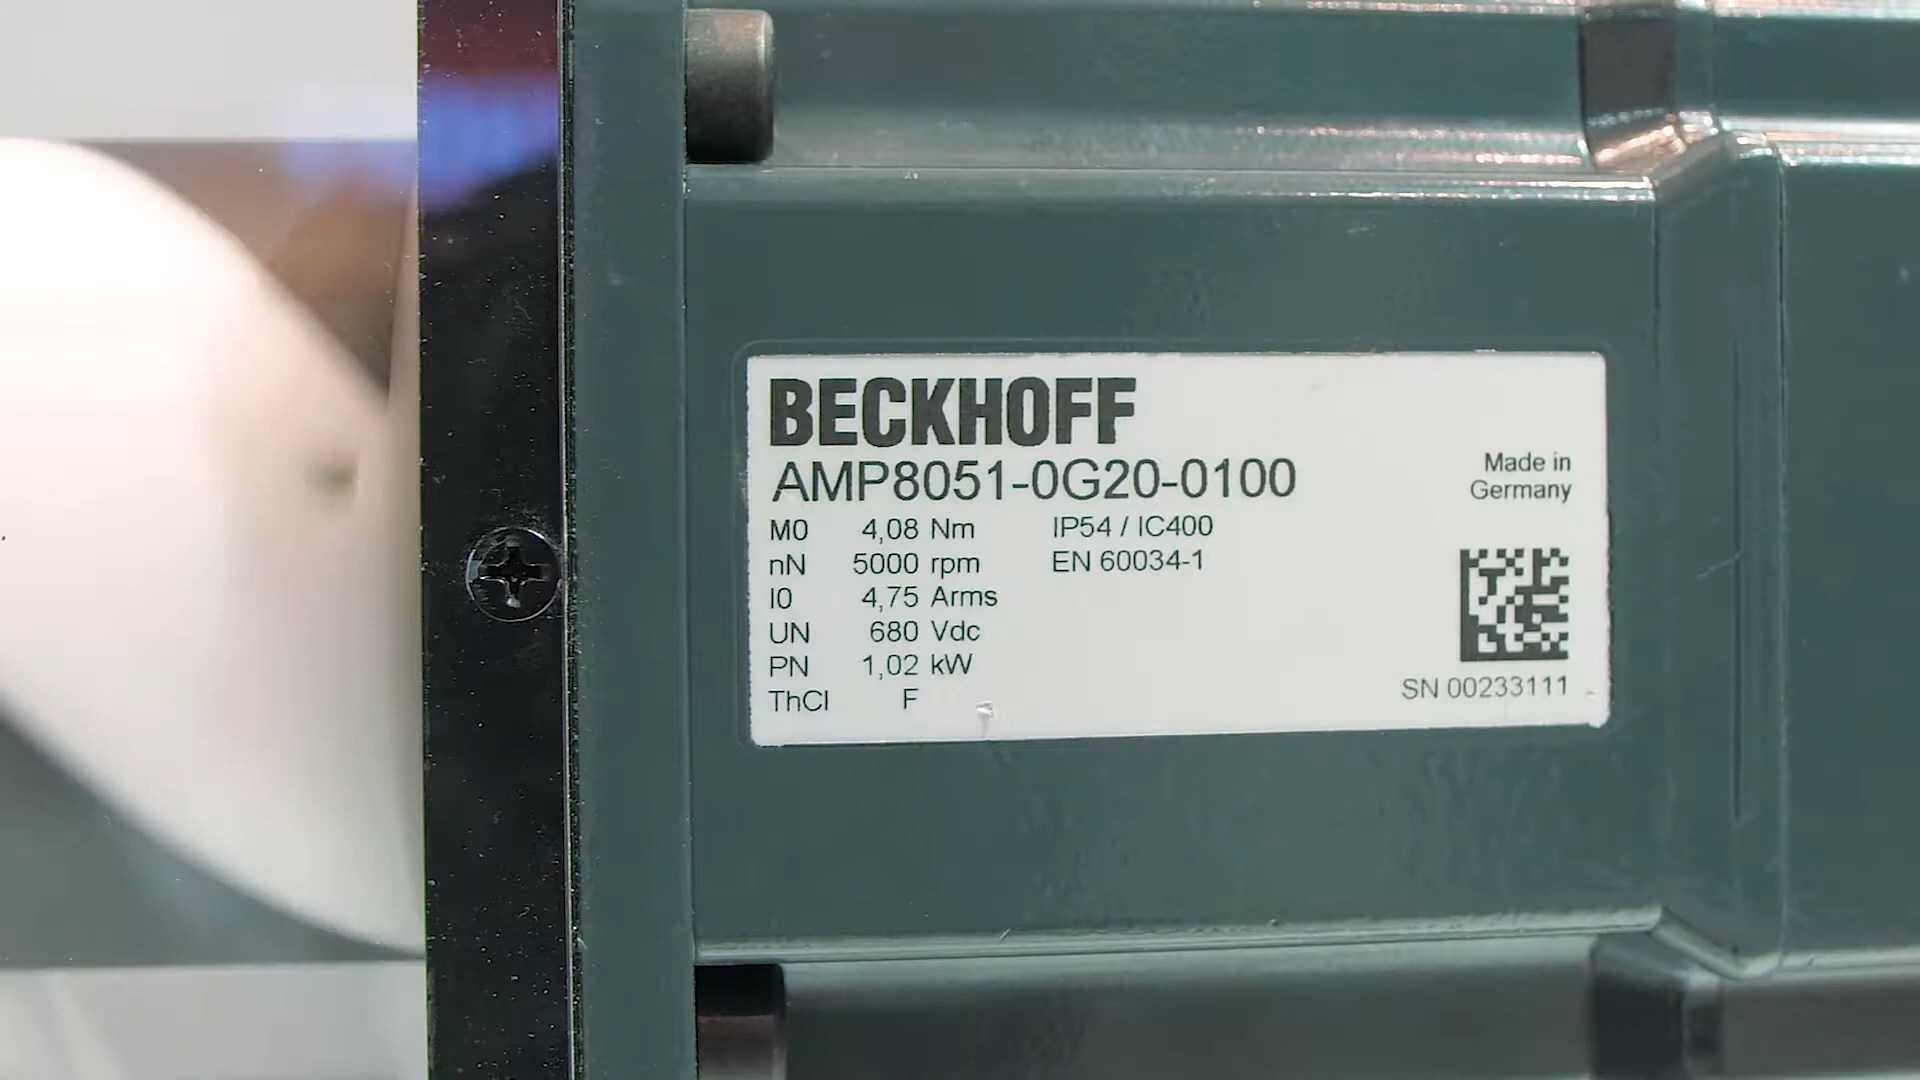 BECKHOFF
AMP8051-0G20-0100
Made in
Germany
M0 4,08 Nm IP54 / IC400
nN 5000 rpm EN 60034-1
I0 4,75 Arms
UN 680 Vdc
PN 1,02 kW
ThCl F
SN 00233111